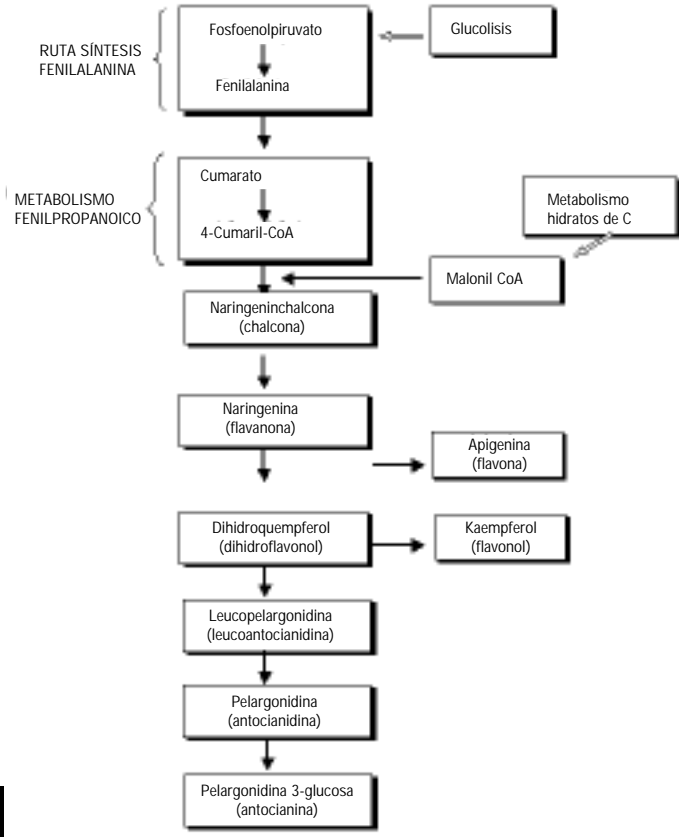 Fosfoenolpiruvato
Glucolisis
RUTA SÍNTESIS
FENILALANINA
Fenilalanina
Cumarato
METABOLISMO
FENILPROPANOICO
4-Cumaril-CoA
Metabolismo
hidratos de C
Malonil CoA
Naringeninchalcona
(chalcona)
Naringenina
(flavanona)
Apigenina
(flavona)
Dihidroquempferol
(dihidroflavonol)
Kaempferol
(flavonol)
Leucopelargonidina
(leucoantocianidina)
Pelargonidina
(antocianidina)
Pelargonidina 3-glucosa
(antocianina)